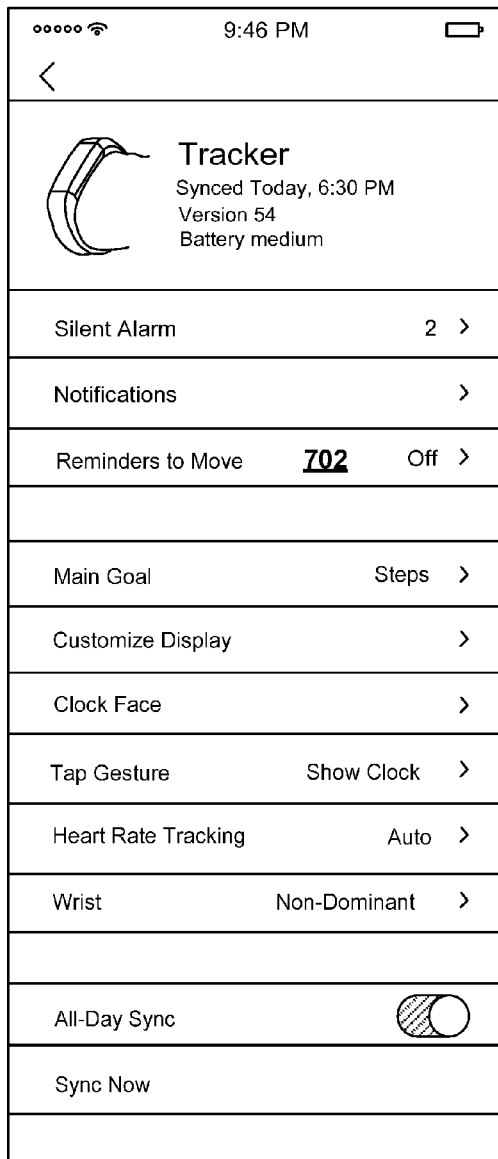 9:46 PM
Tracker
Synced Today, 6:30 PM
Version 54
Battery medium
Silent Alarm 2
Notifications
Reminders to Move 702 Off
Main Goal Steps
Customize Display
Clock Face
Tap Gesture Show Clock
Heart Rate Tracking Auto
Wrist Non-Dominant
All-Day Sync
Sync Now